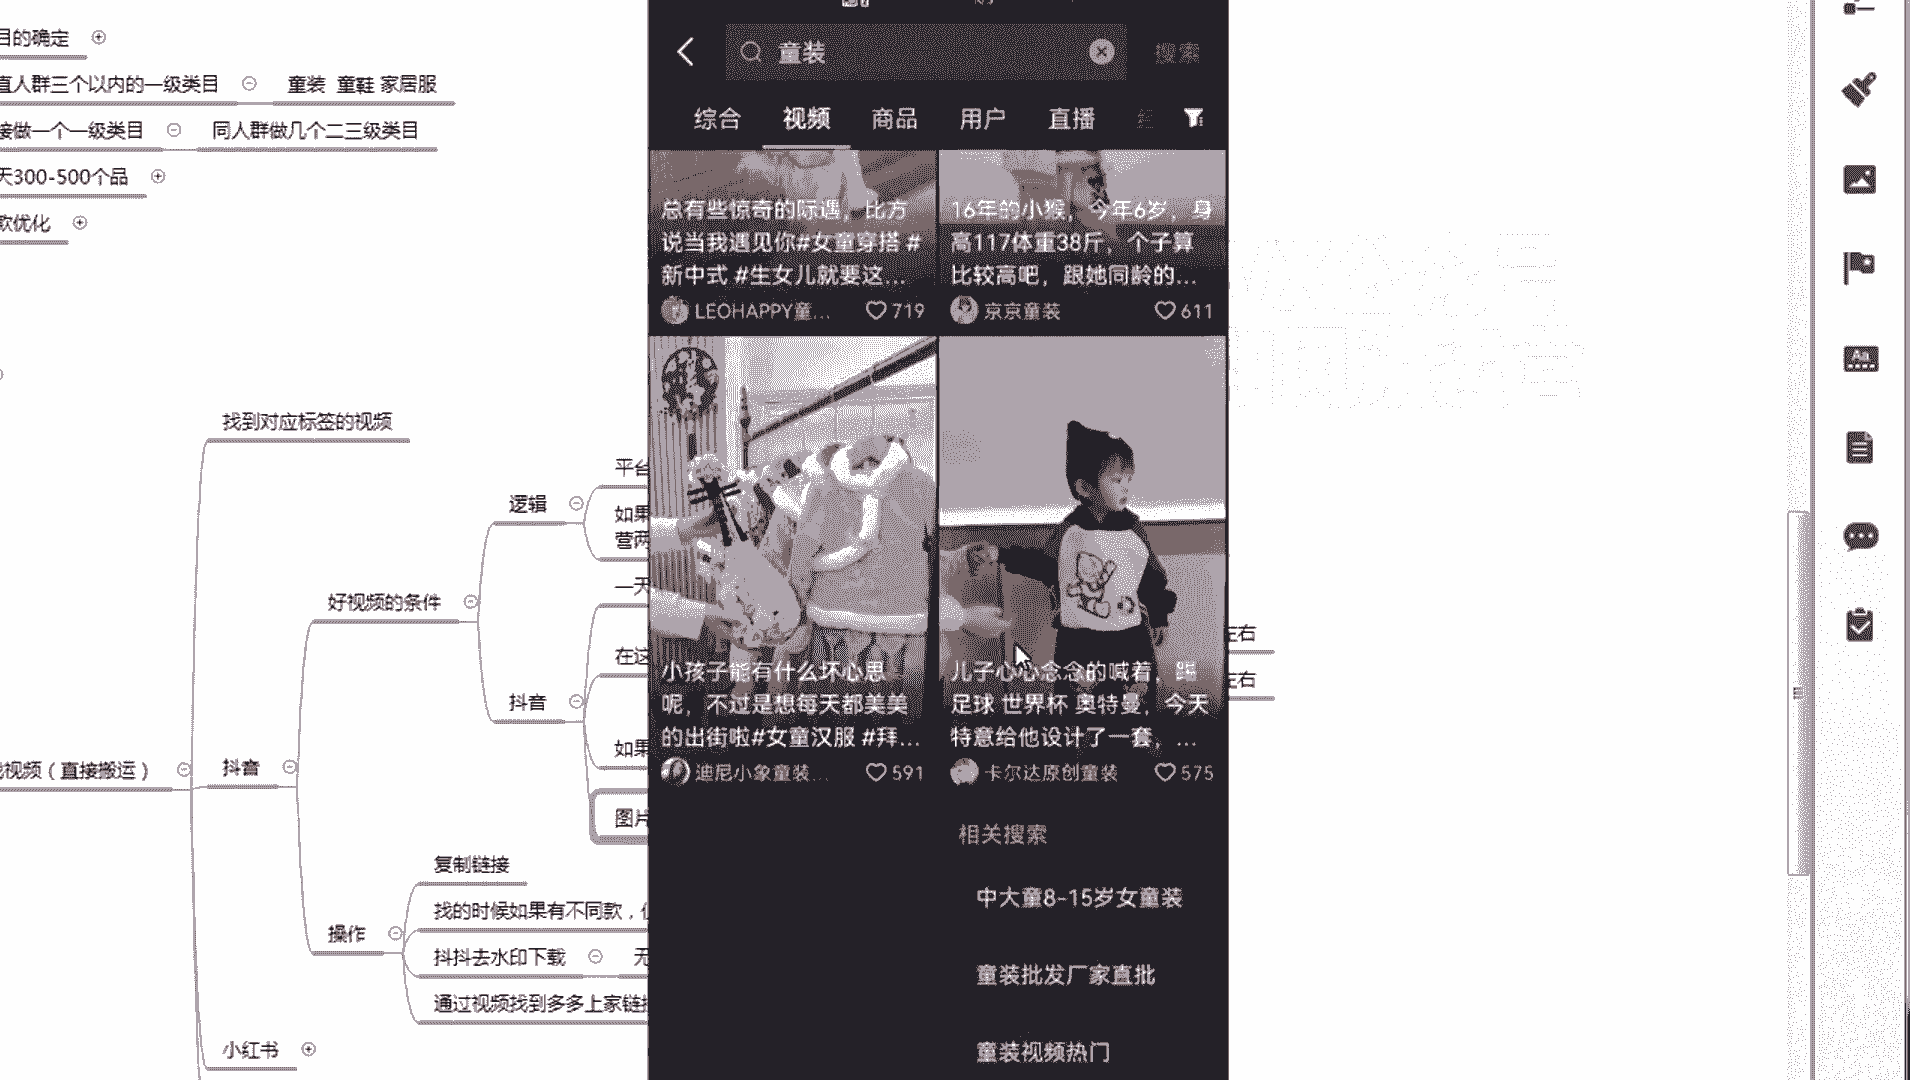 目的确定
直人群三个以内的一级类目
童装 童鞋 家居服
接做一个一级类目
同人群做几个二三级类目
天300-500个品
款优化
找到对应标签的视频
逻辑
平台
如果
营两
好视频的条件
一天
抖音
在这
如果
图片
找视频（直接搬运）
抖音
复制链接
找的时候如果有不同款，
操作
抖抖去水印下载
无
通过视频找到多多上家链接
小红书
童装
搜索
综合
视频
商品
用户
直播
总有些惊奇的际遇，比方
说当我遇见你#女童穿搭 #
新中式 #生女儿就要这...
LEOHAPPY童...
719
16年的小猴，今年6岁，身
高117体重38斤，个子算
比较高吧，跟她同龄的...
京京童装
611
小孩子能有什么坏心思
呢，不过是想每天都美美
的出街啦#女童汉服 #拜...
迪尼小象童装...
591
儿子心心念念的喊着，踢
足球 世界杯 奥特曼，今天
特意给他设计了一套，...
卡尔达原创童装
575
相关搜索
中大童8-15岁女童装
童装批发厂家直批
童装视频热门
左右
左右
Aa